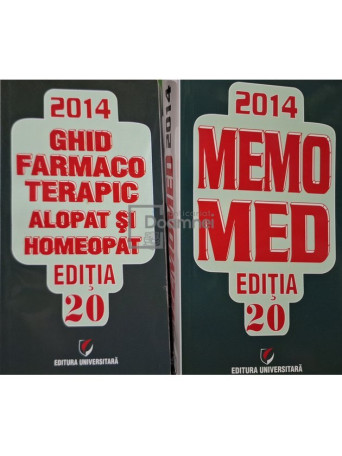 2014
GHID
FARMACO
TERAPIC
ALOPAT ȘI
HOMEOPAT
EDIȚIA
20
EDITURA UNIVERSITARĂ
MEMOMED 2014
2014
MEMO
MED
EDIȚIA
20
EDITURA UNIVERSITARĂ